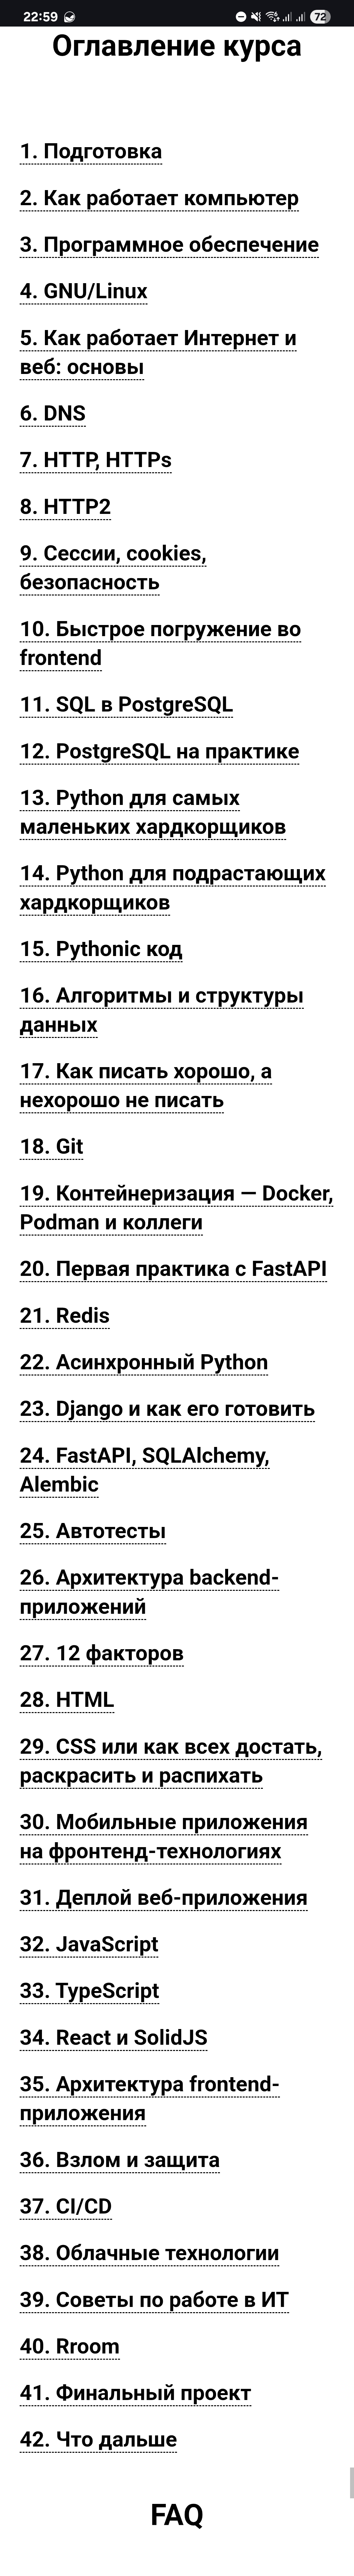 22:59
72
Оглавление курса
1. Подготовка
2. Как работает компьютер
3. Программное обеспечение
4. GNU/Linux
5. Как работает Интернет и
веб: основы
6. DNS
7. HTTP, HTTPs
8. HTTP2
9. Сессии, cookies,
безопасность
10. Быстрое погружение во
frontend
11. SQL в PostgreSQL
12. PostgreSQL на практике
13. Python для самых
маленьких хардкорщиков
14. Python для подрастающих
хардкорщиков
15. Pythonic код
16. Алгоритмы и структуры
данных
17. Как писать хорошо, а
нехорошо не писать
18. Git
19. Контейнеризация — Docker,
Podman и коллеги
20. Первая практика с FastAPI
21. Redis
22. Асинхронный Python
23. Django и как его готовить
24. FastAPI, SQLAlchemy,
Alembic
25. Автотесты
26. Архитектура backend-
приложений
27. 12 факторов
28. HTML
29. CSS или как всех достать,
раскрасить и распихать
30. Мобильные приложения
на фронтенд-технологиях
31. Деплой веб-приложения
32. JavaScript
33. TypeScript
34. React и SolidJS
35. Архитектура frontend-
приложения
36. Взлом и защита
37. CI/CD
38. Облачные технологии
39. Советы по работе в ИТ
40. Rroom
41. Финальный проект
42. Что дальше
FAQ